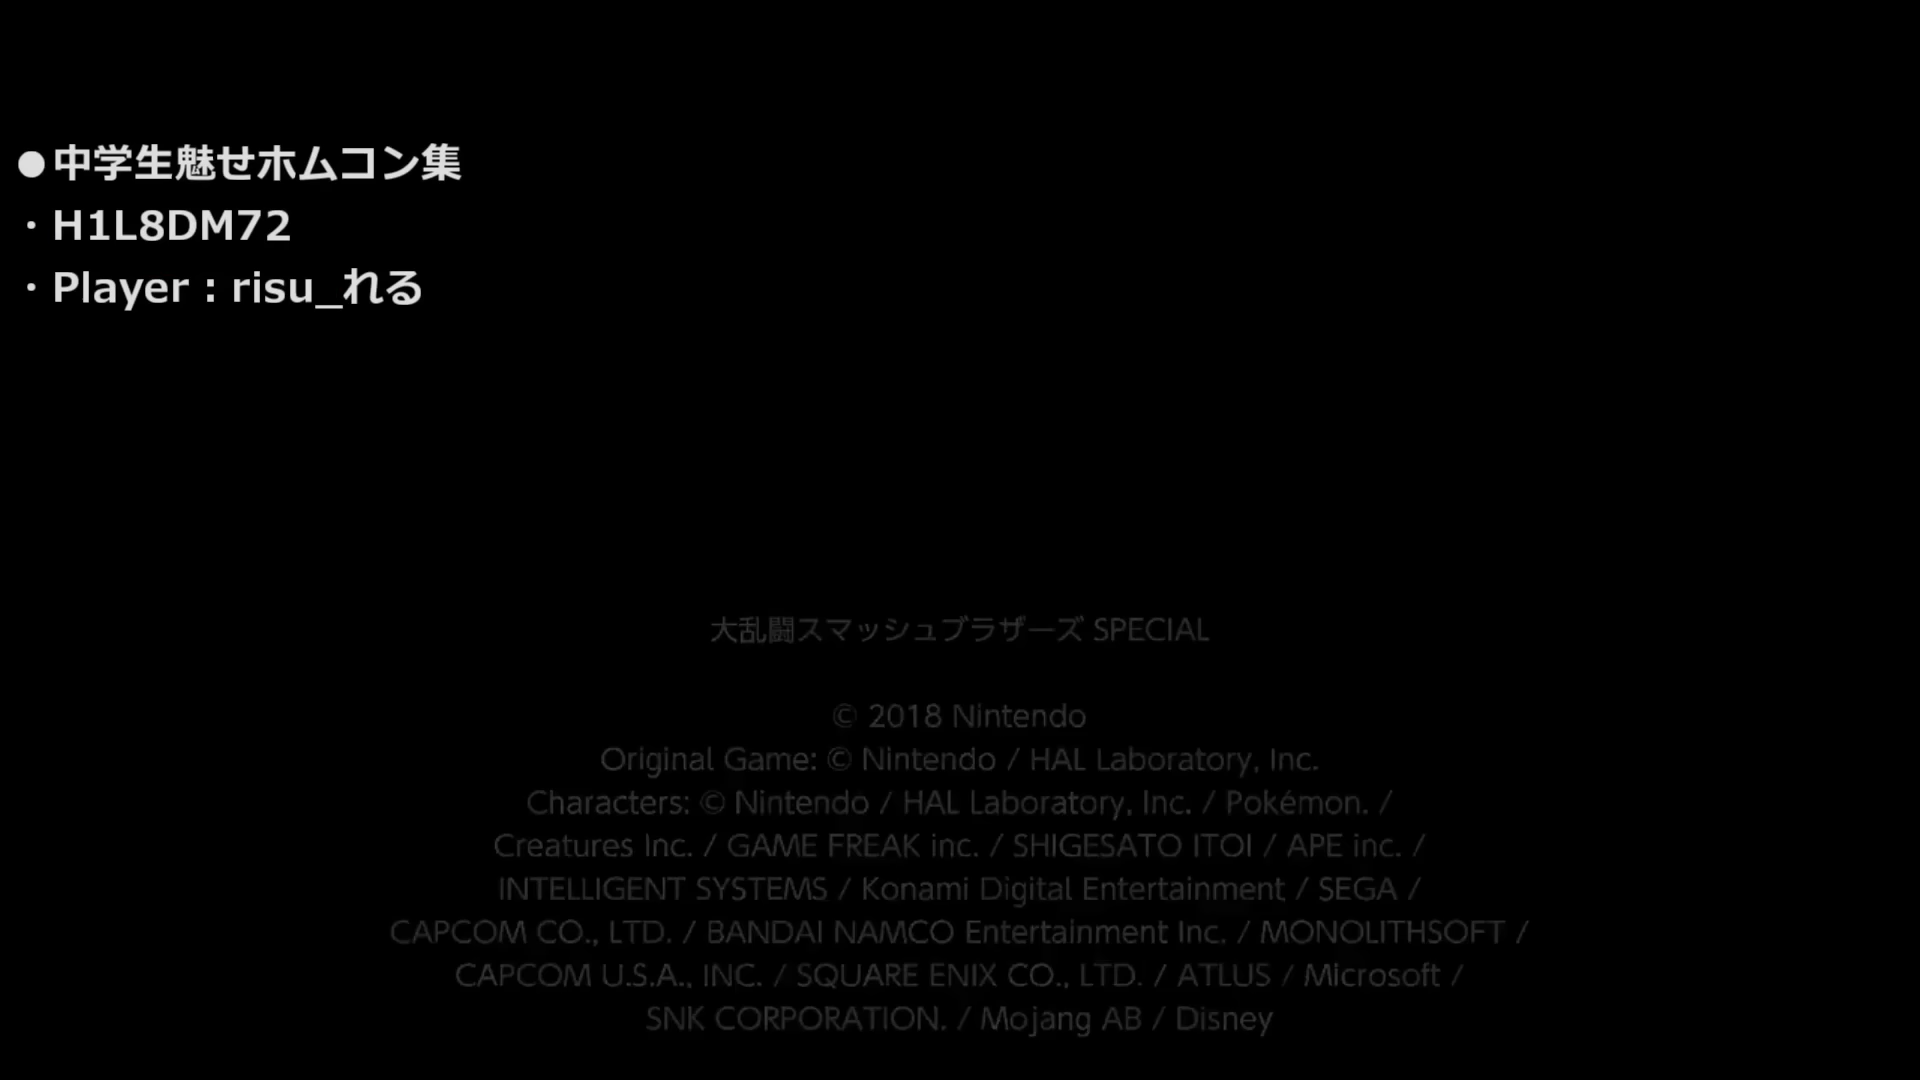 ●中学生魅せホムコン集
・H1L8DM72
・Player：risu_れる
大乱闘スマッシュブラザーズ SPECIAL
© 2018 Nintendo
Original Game: © Nintendo / HAL Laboratory, Inc.
Characters: © Nintendo / HAL Laboratory, Inc. / Pokémon. /
Creatures Inc. / GAME FREAK inc. / SHIGESATO ITOI / APE inc. /
INTELLIGENT SYSTEMS / Konami Digital Entertainment / SEGA /
CAPCOM CO., LTD. / BANDAI NAMCO Entertainment Inc. / MONOLITHSOFT /
CAPCOM U.S.A., INC. / SQUARE ENIX CO., LTD. / ATLUS / Microsoft /
SNK CORPORATION. / Mojang AB / Disney